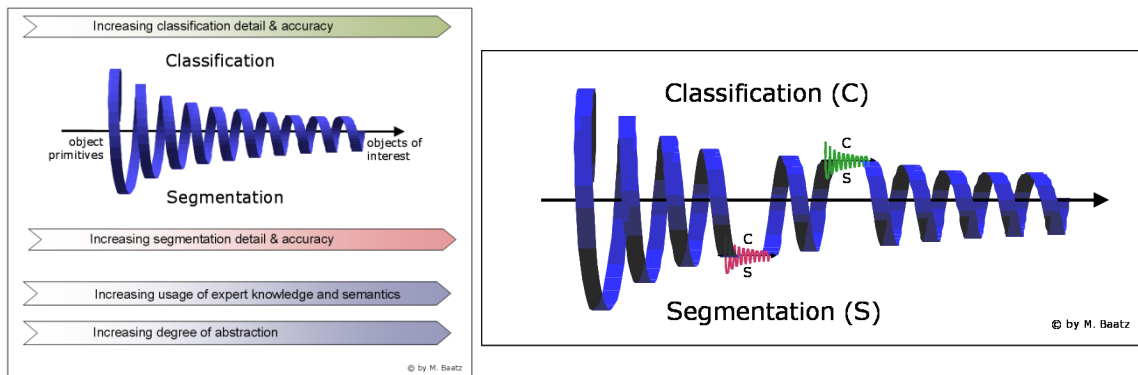 Increasing classification detail & accuracy
Classification
object
primitives
objects of
interest
Segmentation
Increasing segmentation detail & accuracy
Increasing usage of expert knowledge and semantics
Increasing degree of abstraction
© by M. Baatz
Classification (C)
C
S
C
S
Segmentation (S)
© by M. Baatz